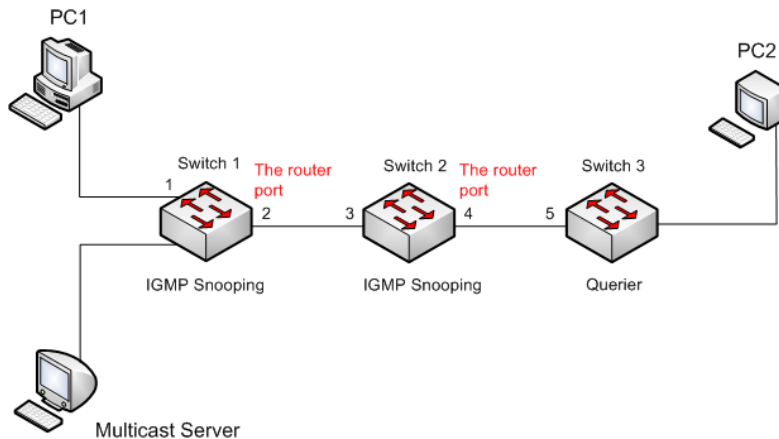 PC1
PC2
Switch 1
The router
port
Switch 2
The router
port
Switch 3
1
2
3
4
5
IGMP Snooping
IGMP Snooping
Querier
Multicast Server